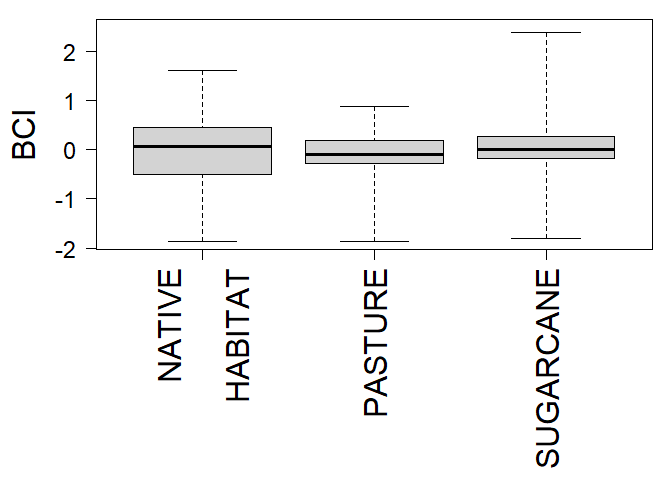 BCI
2
1
0
-1
-2
NATIVE
HABITAT
PASTURE
SUGARCANE